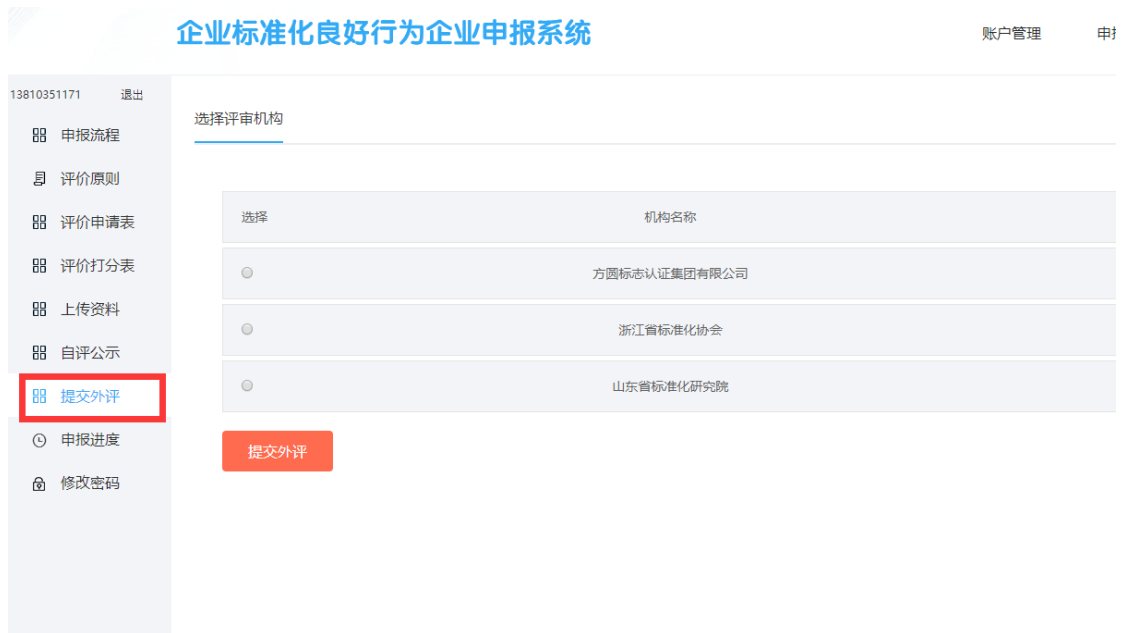 企业标准化良好行为企业申报系统
账户管理
13810351171 退出
选择评审机构
申报流程
评价原则
评价申请表
评价打分表
上传资料
自评公示
提交外评
申报进度
修改密码
选择 机构名称
方圆标志认证集团有限公司
浙江省标准化协会
山东省标准化研究院
提交外评